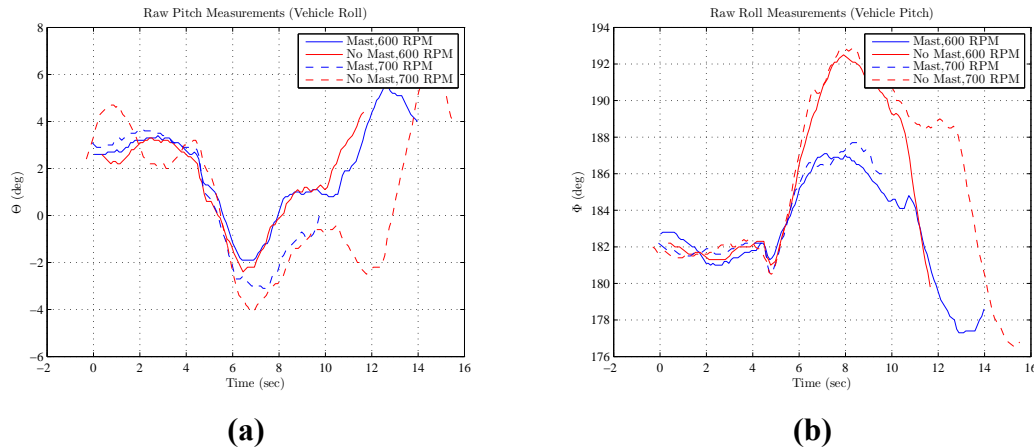 Raw Pitch Measurements (Vehicle Roll)
8
6
4
2
0
−2
−4
−6
Θ (deg)
−2 0 2 4 6 8 10 12 14 16
Time (sec)
Mast,600 RPM
No Mast,600 RPM
Mast,700 RPM
No Mast,700 RPM
(a)
Raw Roll Measurements (Vehicle Pitch)
194
192
190
188
186
184
182
180
178
176
Φ (deg)
−2 0 2 4 6 8 10 12 14 16
Time (sec)
Mast,600 RPM
No Mast,600 RPM
Mast,700 RPM
No Mast,700 RPM
(b)